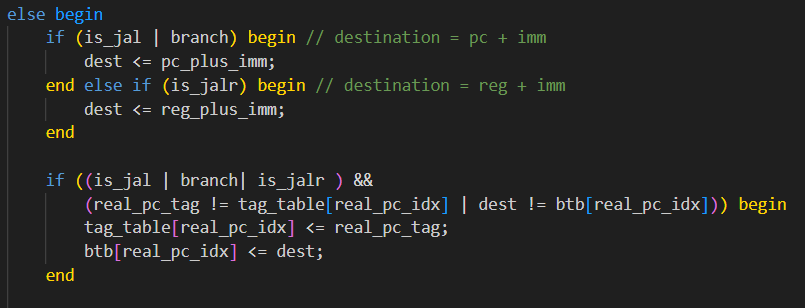 else begin
    if (is_jal | branch) begin // destination = pc + imm
        dest <= pc_plus_imm;
    end else if (is_jalr) begin // destination = reg + imm
        dest <= reg_plus_imm;
    end
    if ((is_jal | branch| is_jalr ) &&
        (real_pc_tag != tag_table[real_pc_idx] | dest != btb[real_pc_idx])) begin
        tag_table[real_pc_idx] <= real_pc_tag;
        btb[real_pc_idx] <= dest;
    end